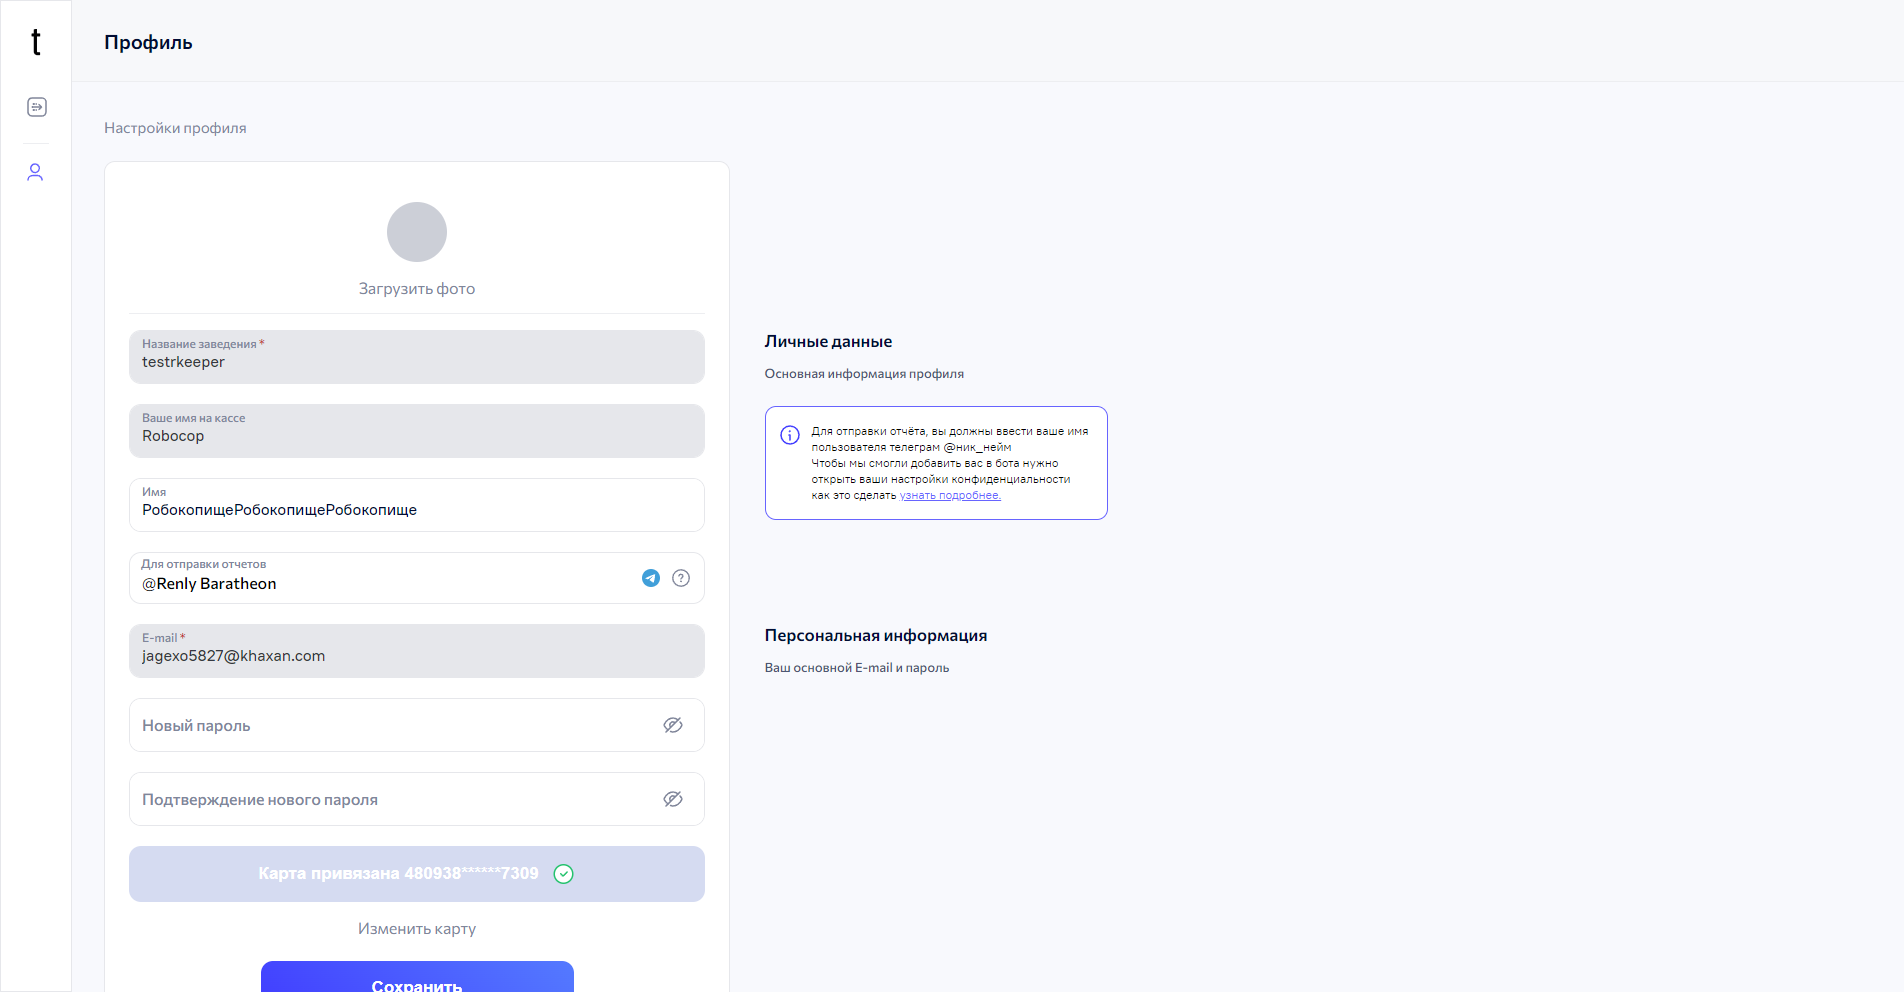 t
Профиль
Настройки профиля
Загрузить фото
Название заведения *
testrkeeper
Ваше имя на кассе
Robocop
Имя
РобокопищеРобокопищеРобокопище
Для отправки отчетов
@Renly Baratheon
E-mail *
jagexo5827@khaxan.com
Новый пароль
Подтверждение нового пароля
Карта привязана 480938******7309
Изменить карту
Сохранить
Личные данные
Основная информация профиля
Для отправки отчёта, вы должны ввести ваше имя
пользователя телеграм @ник_нейм
Чтобы мы смогли добавить вас в бота нужно
открыть ваши настройки конфиденциальности
как это сделать узнать подробнее.
Персональная информация
Ваш основной E-mail и пароль